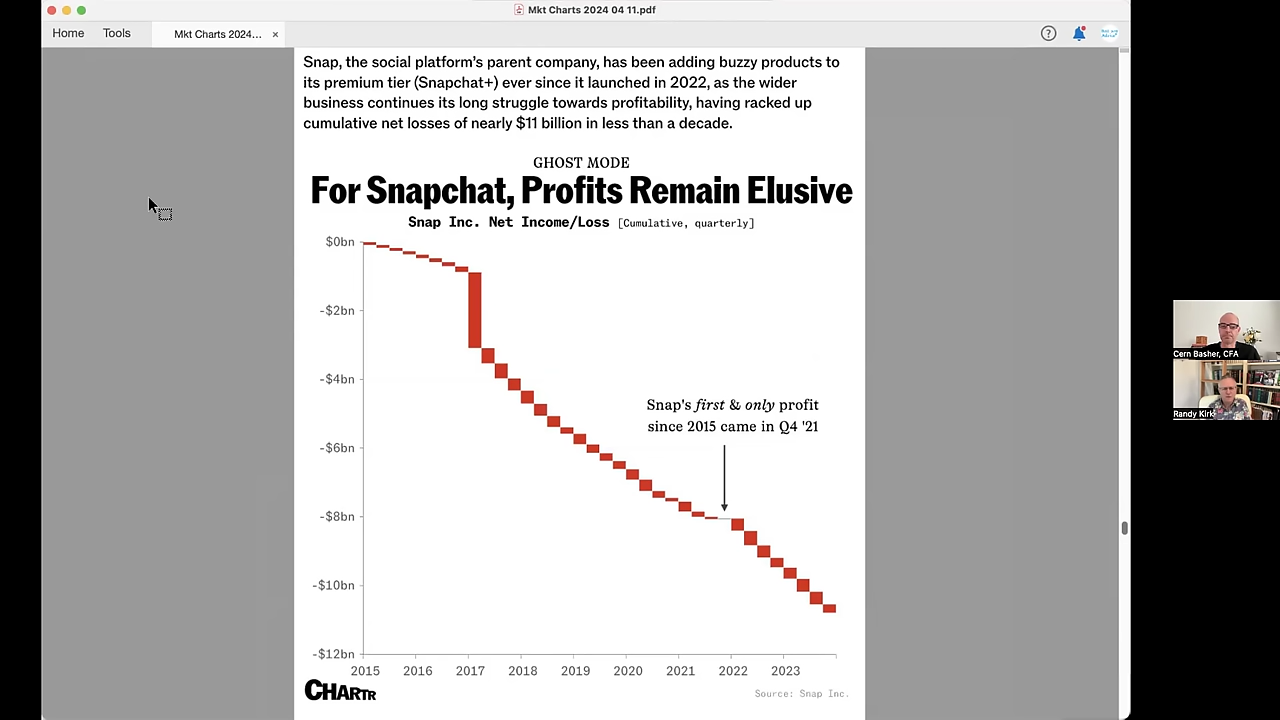 Mkt Charts 2024 04 11.pdf
Home
Tools
Mkt Charts 2024... ×
?
Snap, the social platform's parent company, has been adding buzzy products to
its premium tier (Snapchat+) ever since it launched in 2022, as the wider
business continues its long struggle towards profitability, having racked up
cumulative net losses of nearly $11 billion in less than a decade.
GHOST MODE
For Snapchat, Profits Remain Elusive
Snap Inc. Net Income/Loss [Cumulative, quarterly]
$0bn
-$2bn
-$4bn
Snap's first & only profit
since 2015 came in Q4 '21
-$6bn
-$8bn
-$10bn
-$12bn
2015 2016 2017 2018 2019 2020 2021 2022 2023
CHARTR
Source: Snap Inc.
Cern Basher, CFA
Randy Kirk